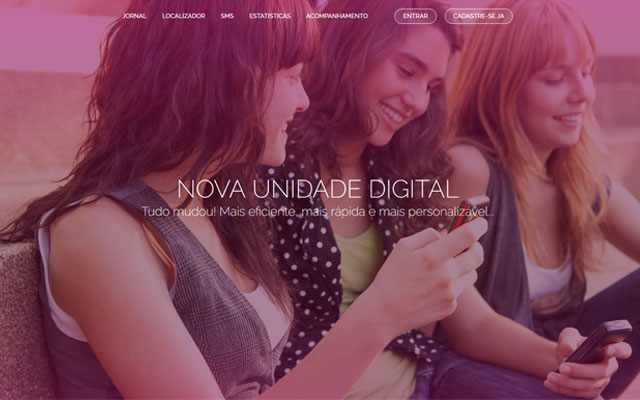 JORNAL LOCALIZADOR SMS ESTATISTICAS ACOMPANHAMENTO ENTRAR CADASTRE-SE JA
NOVA UNIDADE DIGITAL
Tudo mudou! Mais eficiente, mais rápida e mais personalizável...